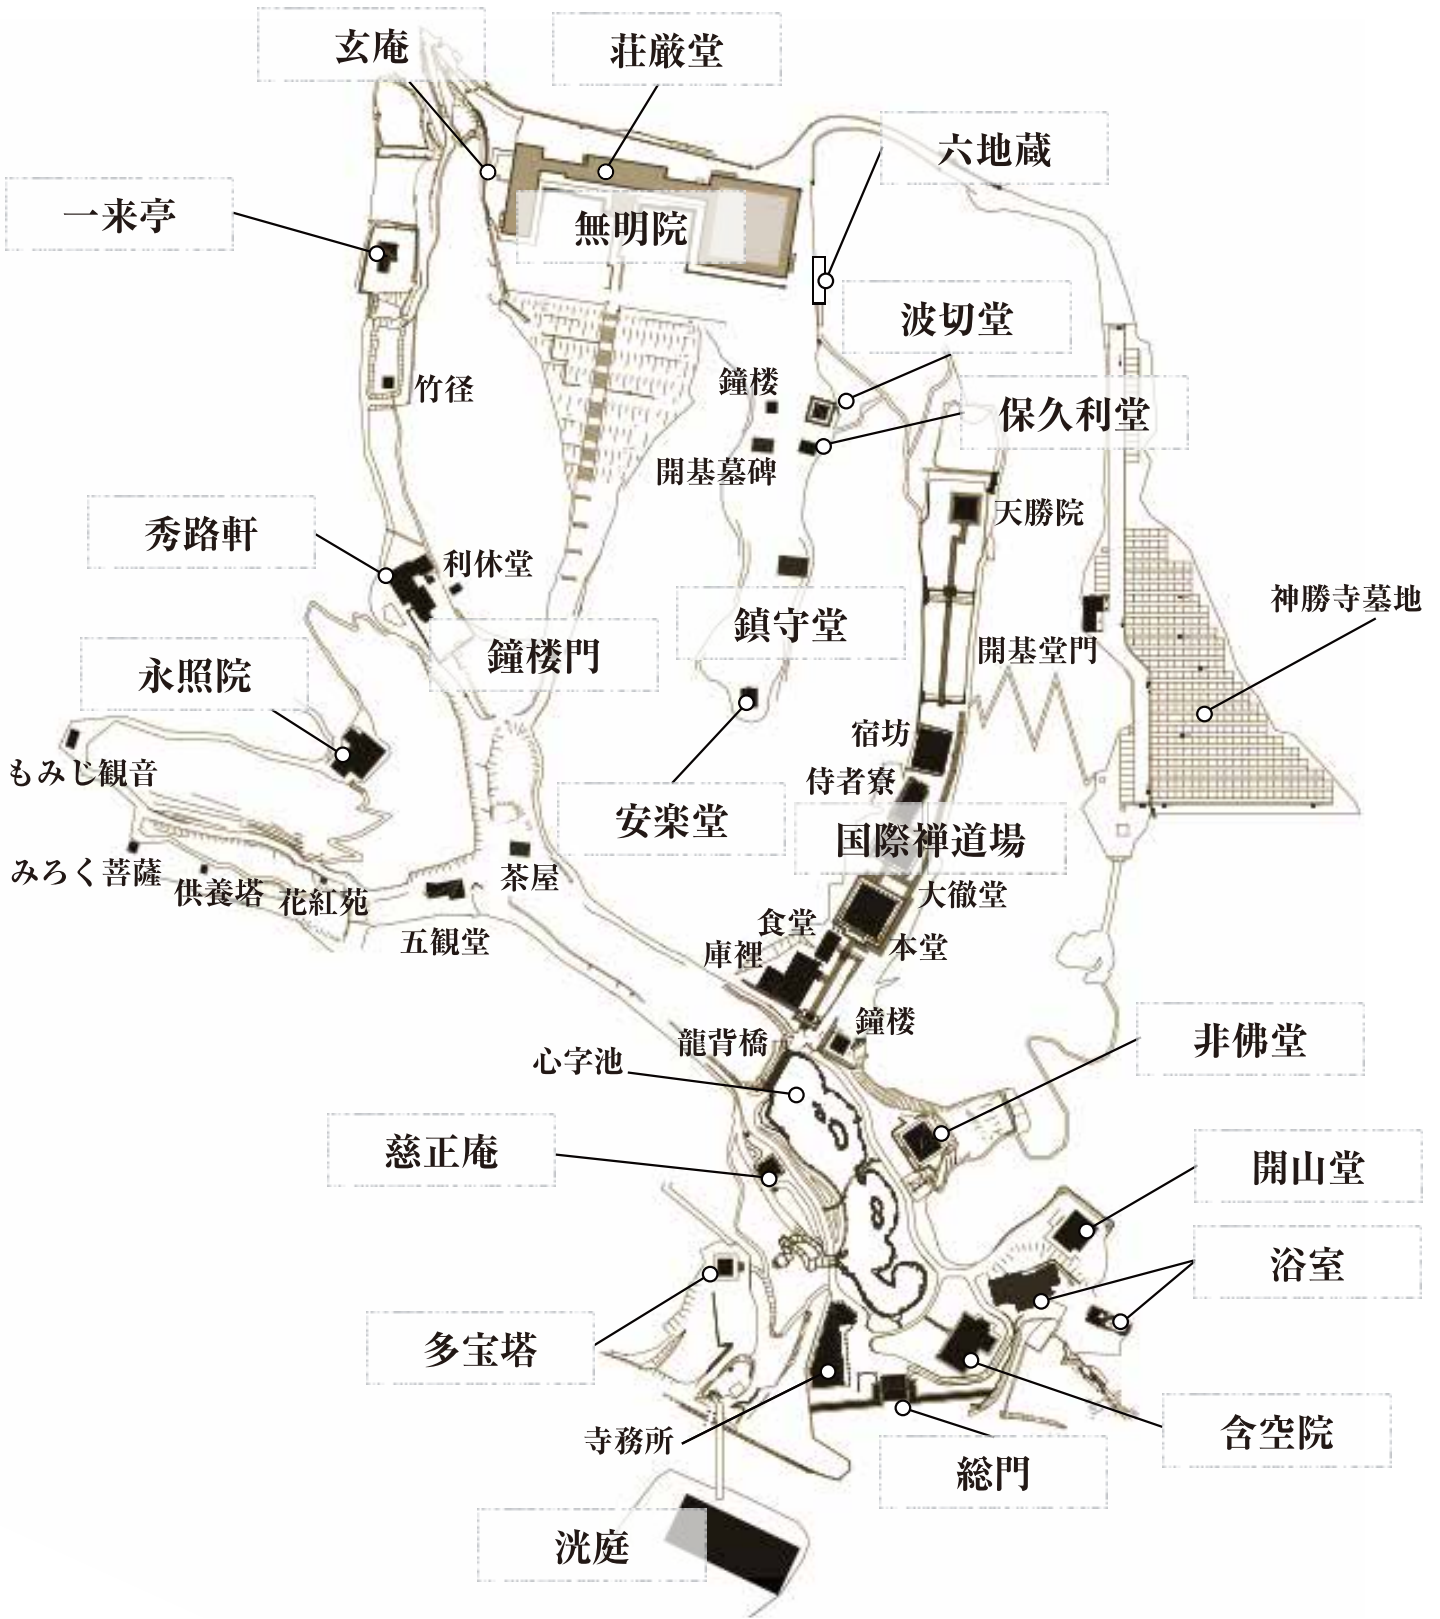 玄庵
荘厳堂
六地蔵
一来亭
無明院
波切堂
鐘楼
竹径
保久利堂
開基墓碑
天勝院
秀路軒
利休堂
神勝寺墓地
鎮守堂
開基堂門
鐘楼門
永照院
宿坊
もみじ観音
侍者寮
安楽堂
国際禅道場
みろく菩薩
供養塔
花紅苑
茶屋
大徹堂
食堂
五観堂
本堂
庫裡
鐘楼
龍背橋
非佛堂
心字池
慈正庵
開山堂
浴室
多宝塔
含空院
寺務所
総門
洸庭